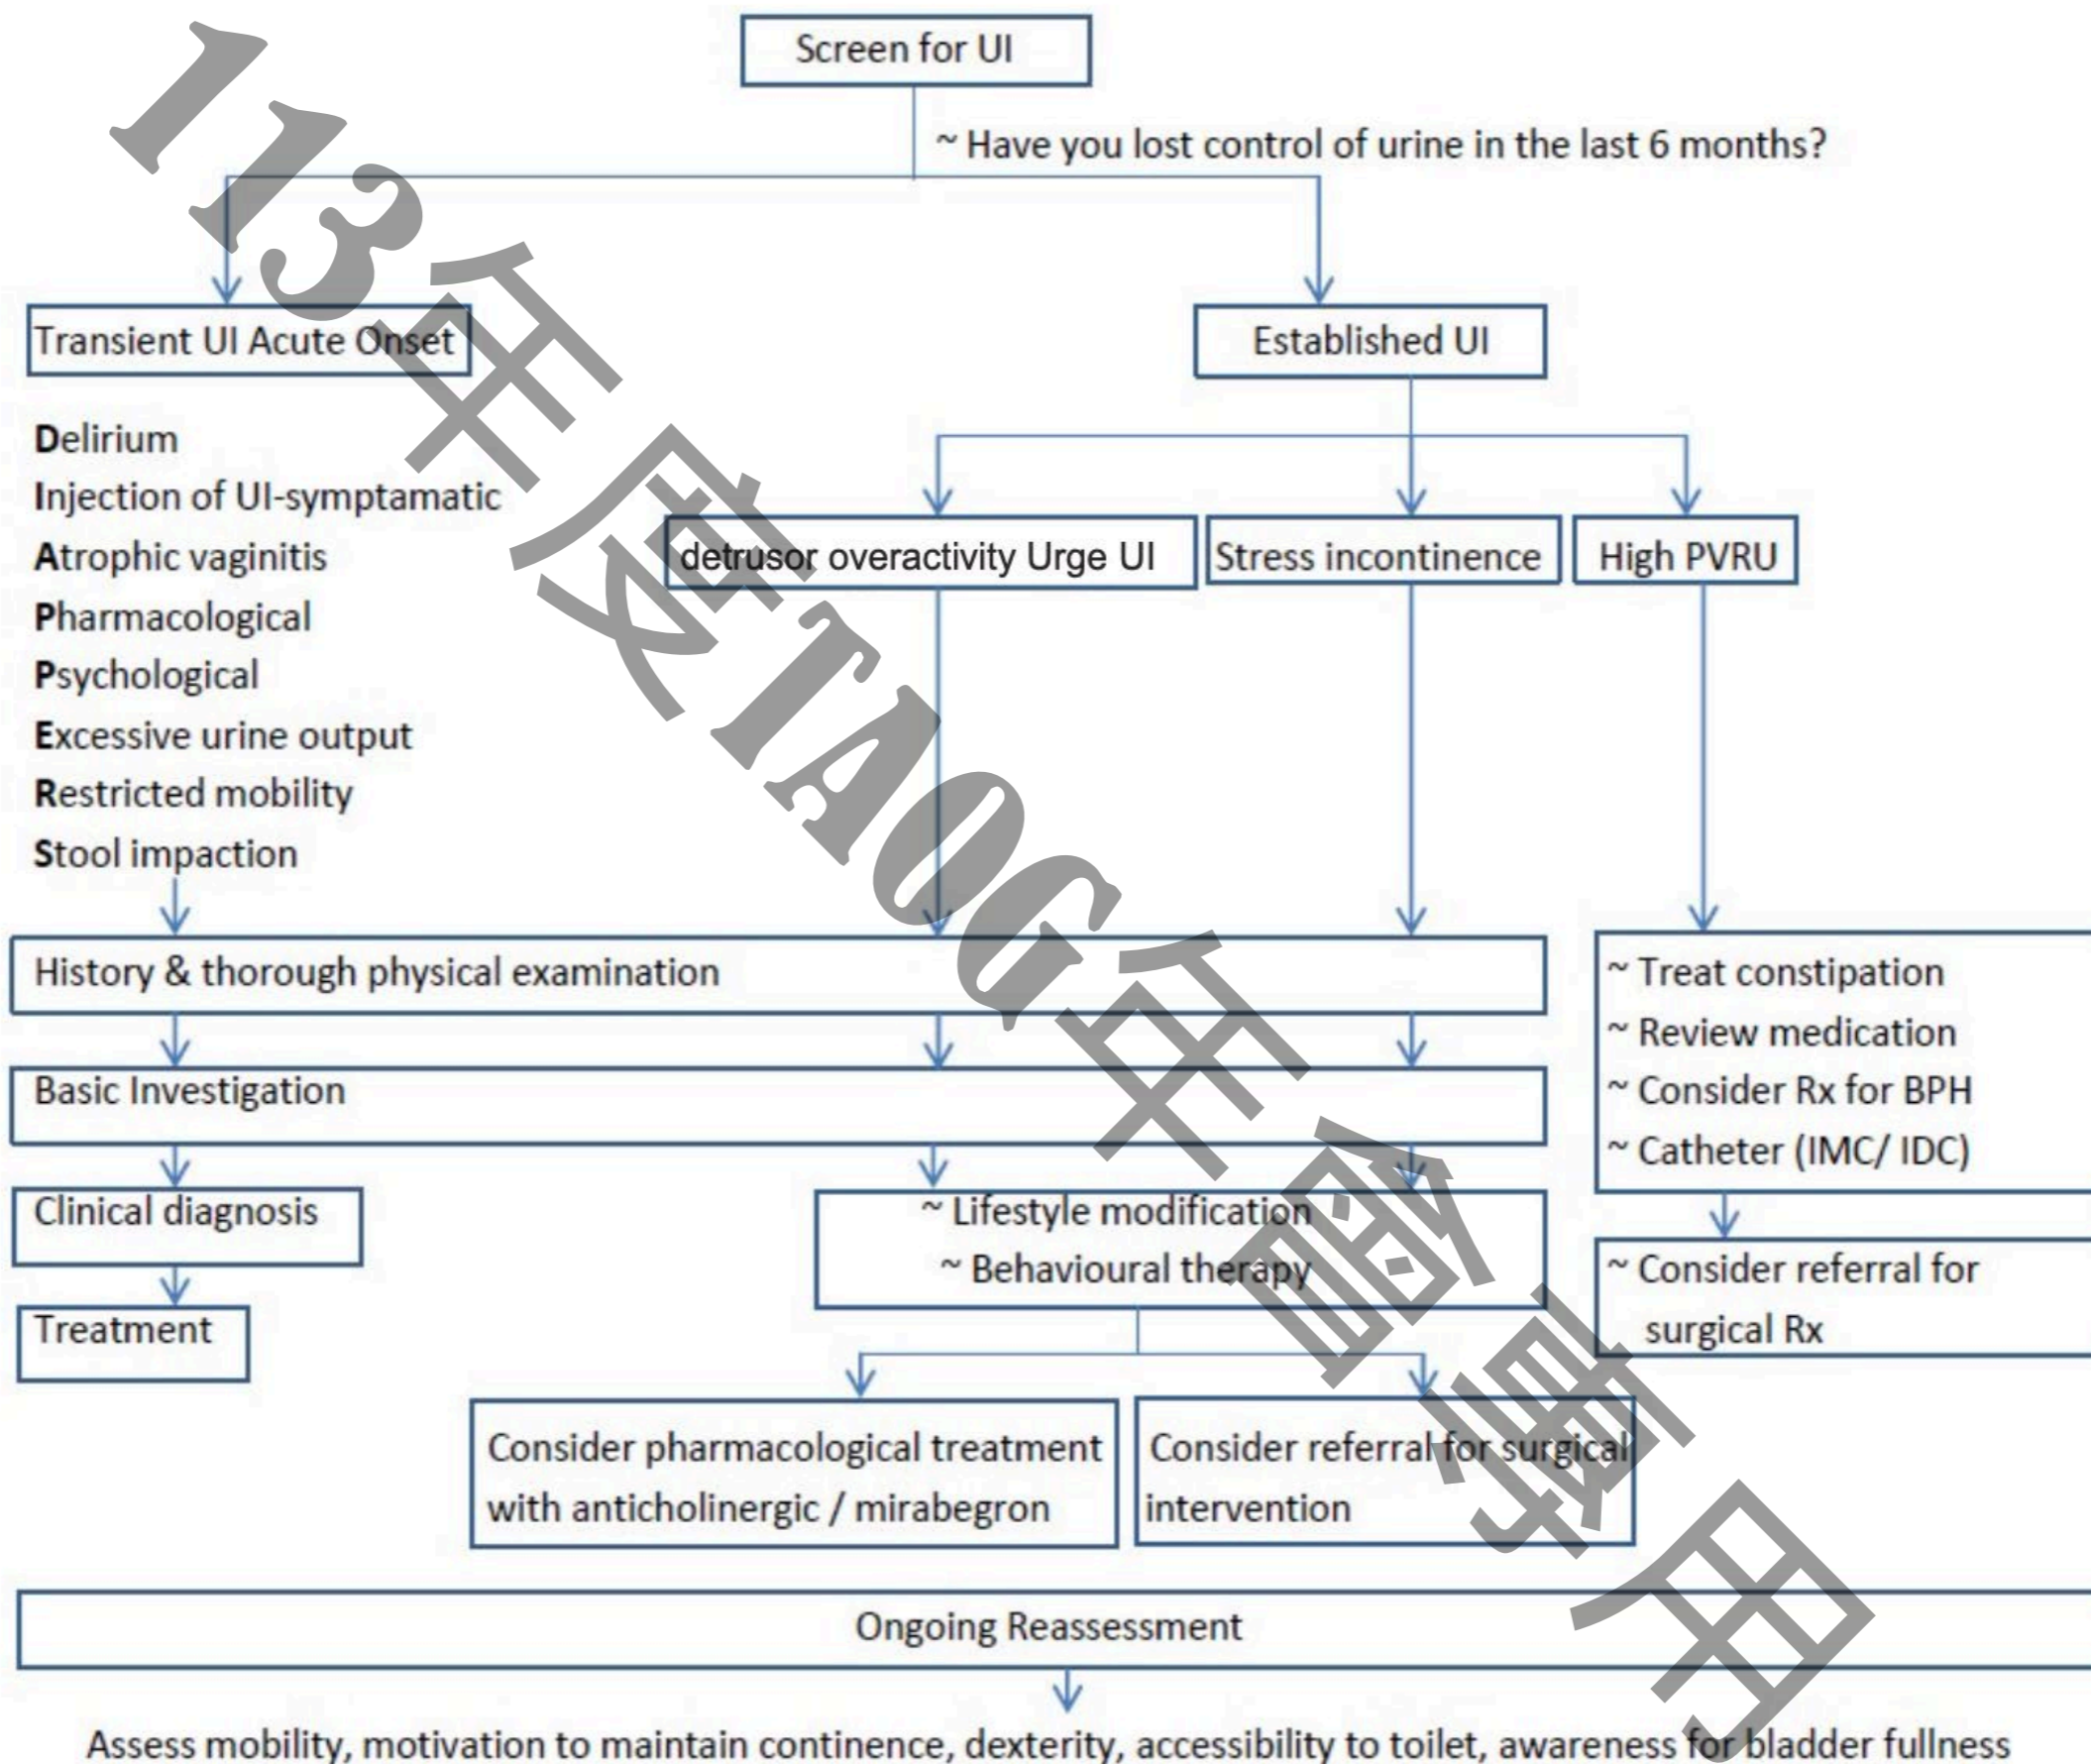 Screen for UI
~ Have you lost control of urine in the last 6 months?
Transient UI Acute Onset
Established UI
Delirium
Injection of UI-symptamatic
Atrophic vaginitis
Pharmacological
Psychological
Excessive urine output
Restricted mobility
Stool impaction
detrusor overactivity Urge UI
Stress incontinence
High PVRU
History & thorough physical examination
Basic Investigation
Clinical diagnosis
Treatment
~ Lifestyle modification
~ Behavioural therapy
~ Treat constipation
~ Review medication
~ Consider Rx for BPH
~ Catheter (IMC/ IDC)
~ Consider referral for
surgical Rx
Consider pharmacological treatment
with anticholinergic / mirabegron
Consider referral for surgical
intervention
Ongoing Reassessment
Assess mobility, motivation to maintain continence, dexterity, accessibility to toilet, awareness for bladder fullness
113年度TAOG年會專用